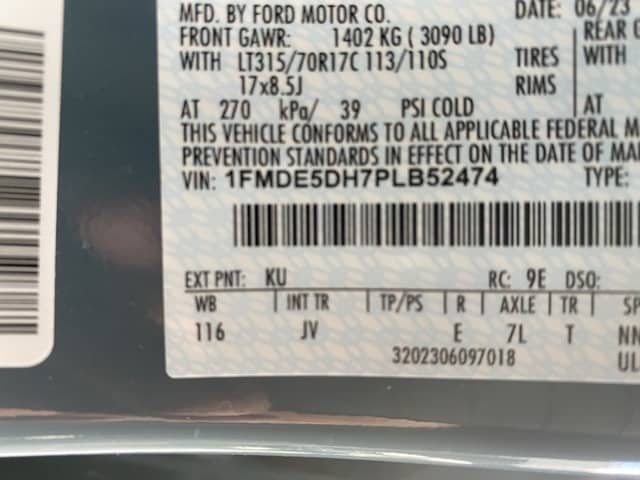 MFD. BY FORD MOTOR CO. DATE: 06/23
FRONT GAWR: 1402 KG ( 3090 LB) REAR
WITH LT315/70R17C 113/110S TIRES WITH
17x8.5J RIMS
AT 270 kPa/ 39 PSI COLD AT
THIS VEHICLE CONFORMS TO ALL APPLICABLE FEDERAL M
PREVENTION STANDARDS IN EFFECT ON THE DATE OF MA
VIN: 1FMDE5DH7PLB52474 TYPE:
EXT PNT: KU RC: 9E DSO:
WB | INT TR | TP/PS | R | AXLE | TR | SP
116 JV E 7L T NN
3202306097018 UL